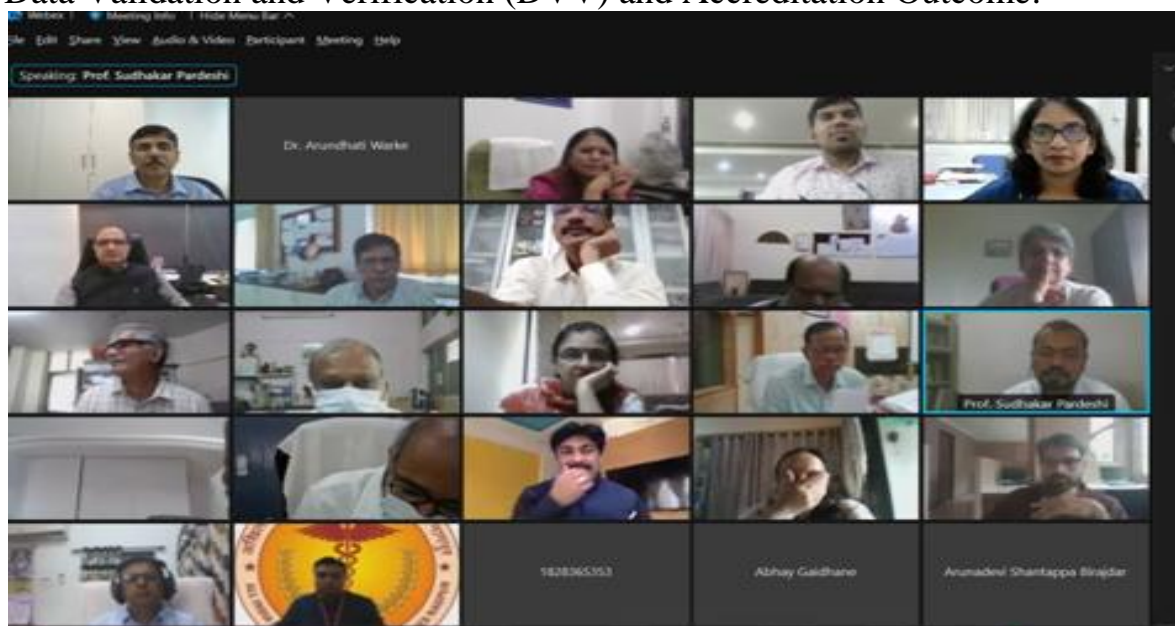 Data Validation and Verification (DVV) and Accreditation Outcome.
Webex Meeting Info Hide Menu Bar ^
File Edit Share View Audio & Video Participant Meeting Help
Speaking: Prof. Sudhakar Pardeshi
Dr. Arundhati Warke
Prof. Sudhakar Pardeshi
1828365353
Abhay Gaidhane
Arunadevi Shantappa Birajdar